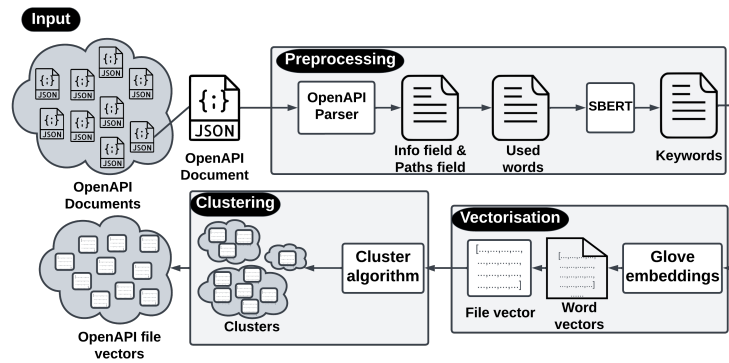 Input
{;}
JSON
{;}
JSON
{;}
JSON
{;}
JSON
{;}
JSON
{;}
JSON
{;}
JSON
{;}
JSON
{;}
JSON
OpenAPI
Documents
{;}
JSON
OpenAPI
Document
Preprocessing
OpenAPI
Parser
Info field &
Paths field
Used
words
SBERT
Keywords
Vectorisation
Glove
embeddings
Word
vectors
File vector
Clustering
Cluster
algorithm
Clusters
OpenAPI file
vectors